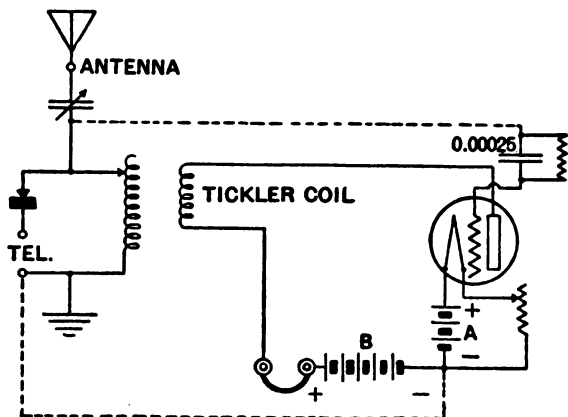 ANTENNA
0.00025
TICKLER COIL
TEL.
+
A
B
−
+
−